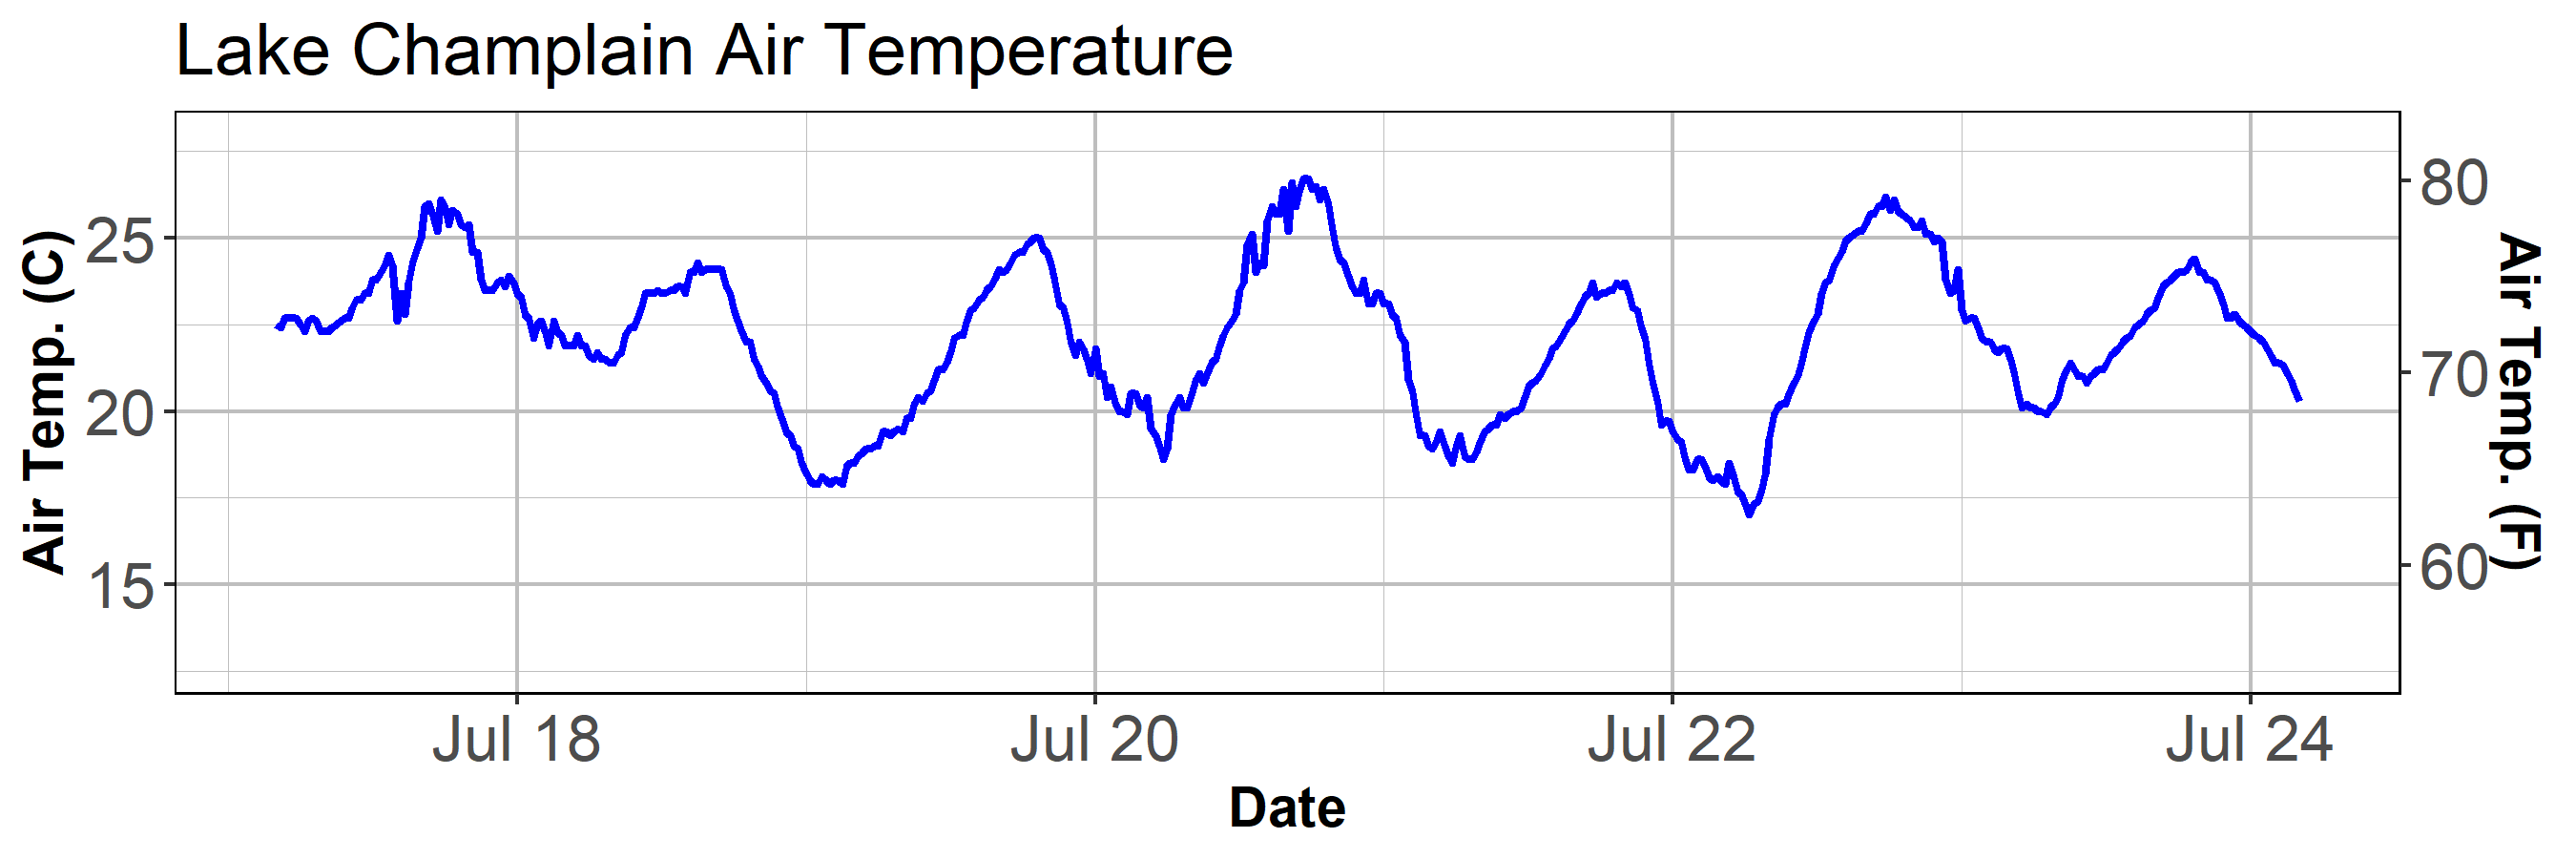 Lake Champlain Air Temperature
Air Temp. (C)
25
20
15
80
70
60
Air Temp. (F)
Jul 18
Jul 20
Jul 22
Jul 24
Date